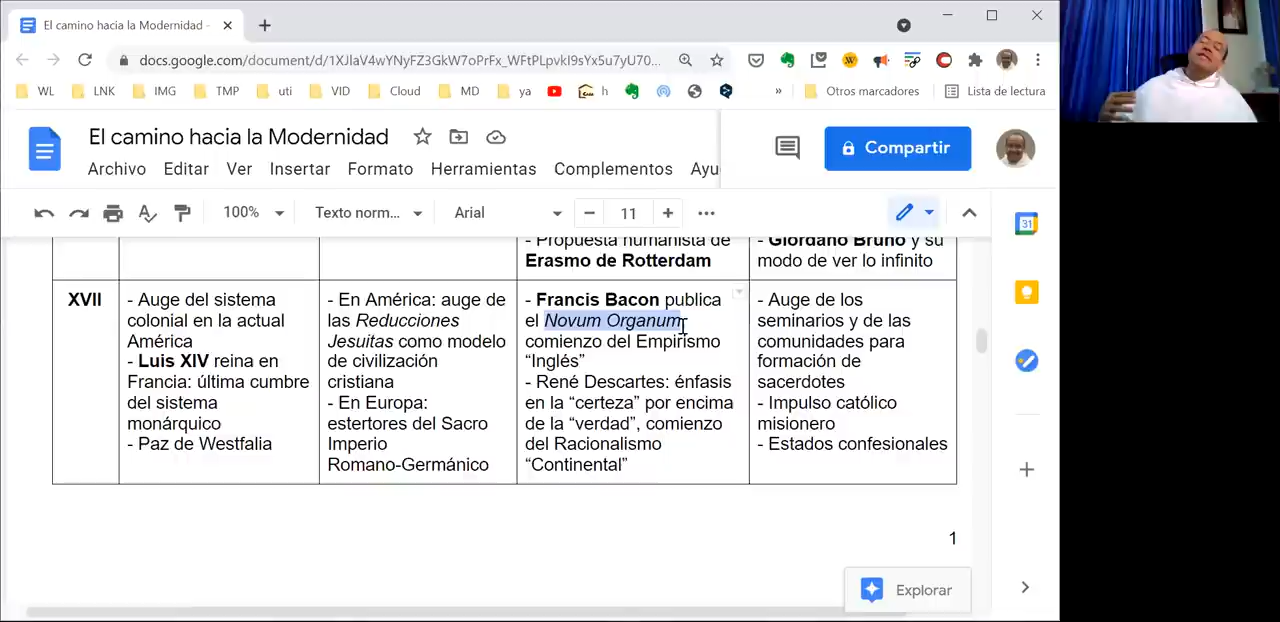 El camino hacia la Modernidad -
docs.google.com/document/d/1XJlaV4wYNyFZ3GkW7oPrFx_WFtPLpvkI9sYx5u7yU70...
WL LNK IMG TMP uti VID Cloud MD ya h » Otros marcadores Lista de lectura
El camino hacia la Modernidad
Compartir
Archivo Editar Ver Insertar Formato Herramientas Complementos Ayu
100% Texto norm... Arial 11
31
- Propuesta humanista de
Erasmo de Rotterdam
- Giordano Bruno y su
modo de ver lo infinito
XVII
- Auge del sistema
colonial en la actual
América
- Luis XIV reina en
Francia: última cumbre
del sistema
monárquico
- Paz de Westfalia
- En América: auge de
las Reducciones
Jesuitas como modelo
de civilización
cristiana
- En Europa:
estertores del Sacro
Imperio
Romano-Germánico
- Francis Bacon publica
el Novum Organum,
comienzo del Empirismo
“Inglés”
- René Descartes: énfasis
en la “certeza” por encima
de la “verdad”, comienzo
del Racionalismo
“Continental”
- Auge de los
seminarios y de las
comunidades para
formación de
sacerdotes
- Impulso católico
misionero
- Estados confesionales
1
Explorar